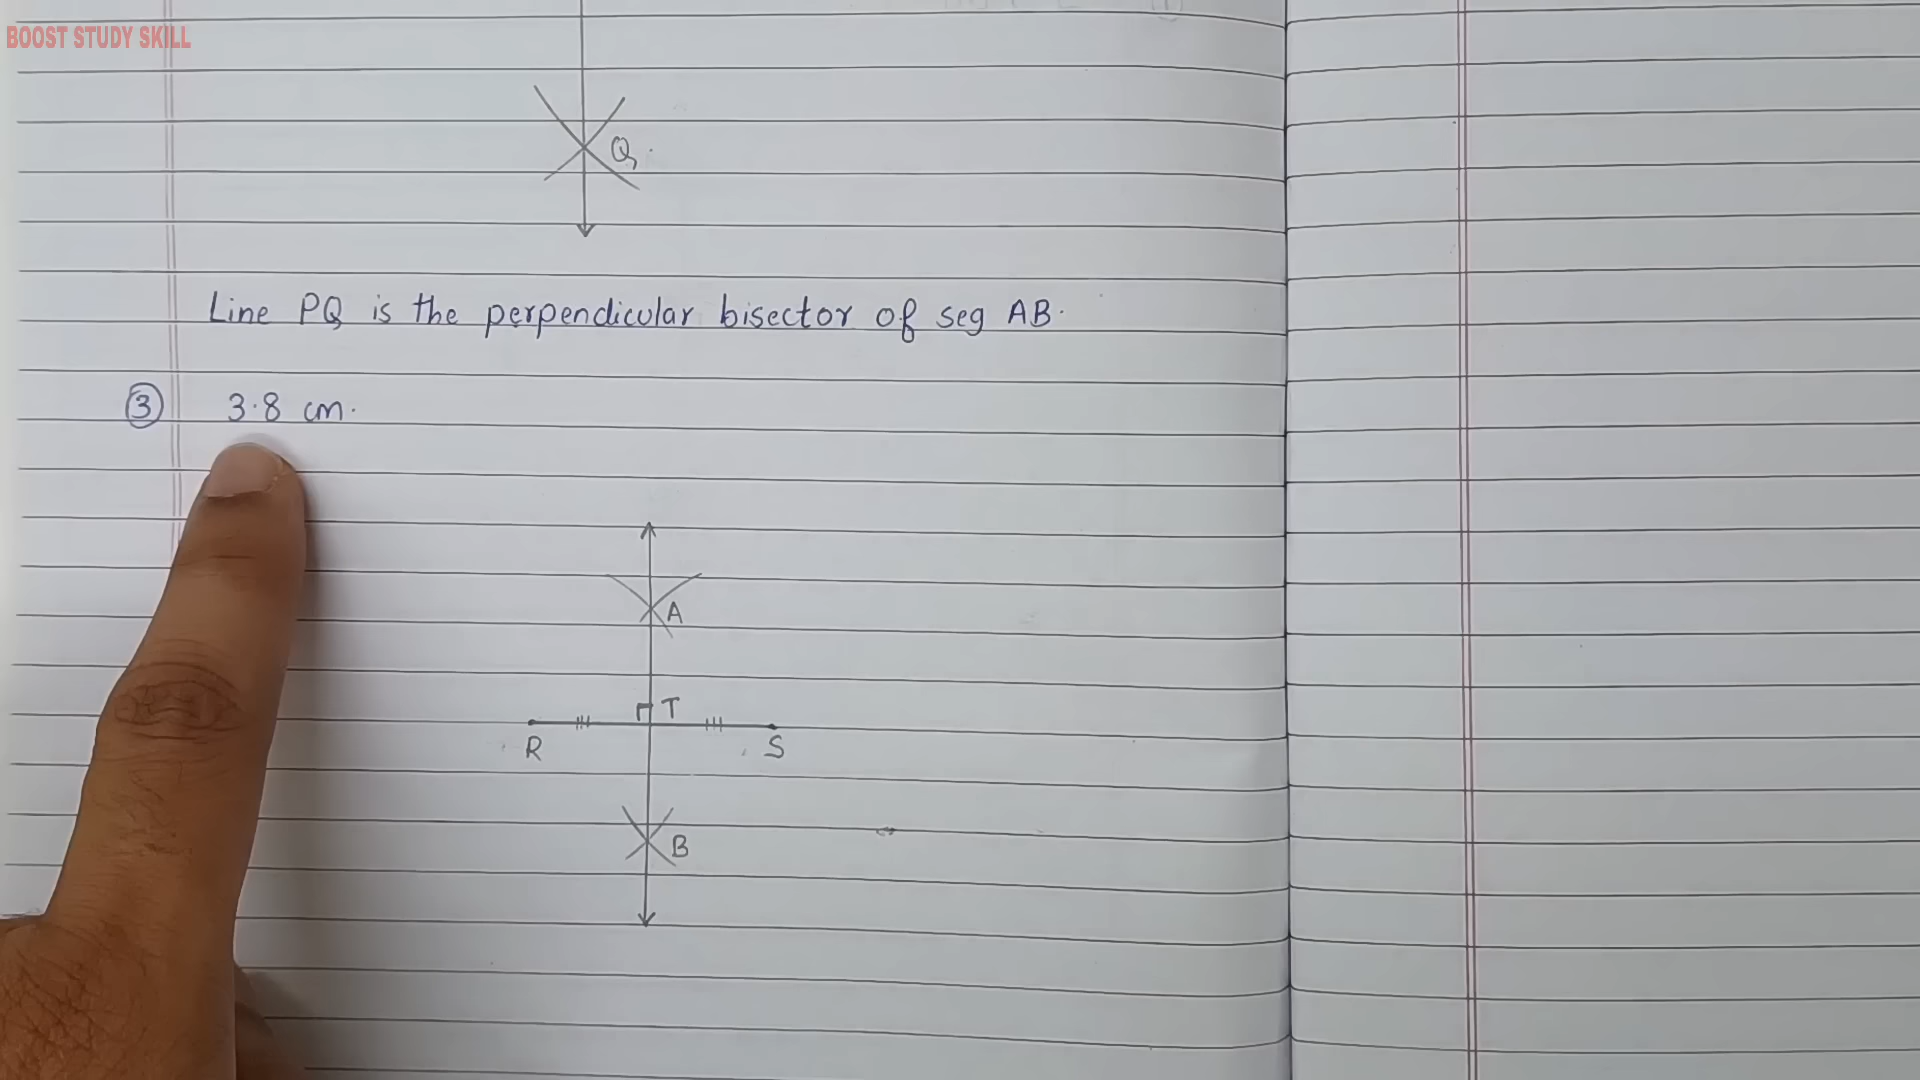 BOOST STUDY SKILL
Q
Line PQ is the perpendicular bisector of seg AB.
3 3.8 cm.
A
T
R S
B